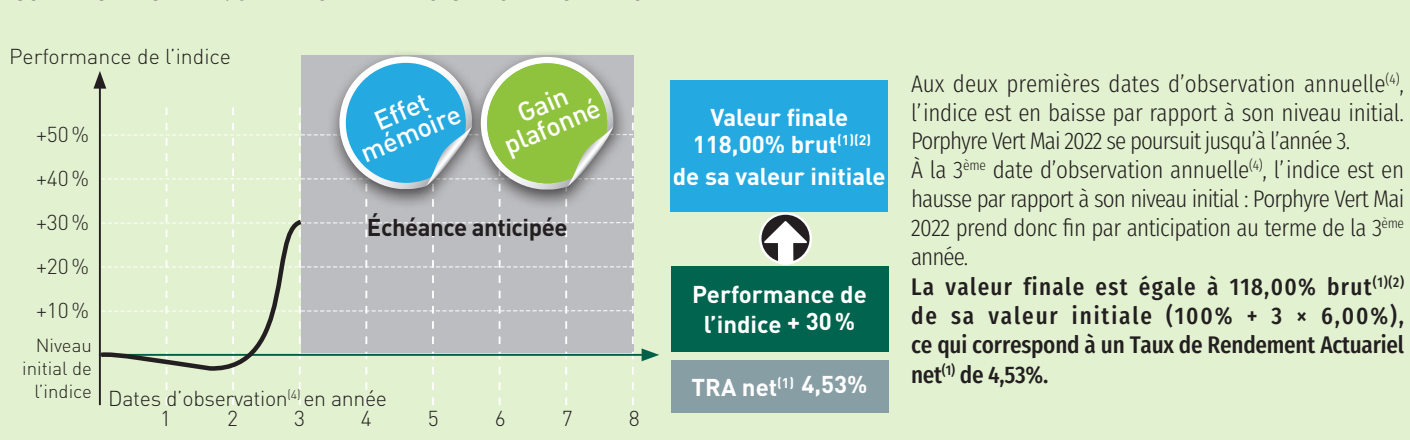 Performance de l'indice
+50 %
+40 %
+30 %
+20 %
+10 %
Niveau
initial de
l'indice
Dates d'observation(4) en année
1 2 3 4 5 6 7 8
Effet
mémoire
Gain
plafonné
Échéance anticipée
Valeur finale
118,00% brut(1)(2)
de sa valeur initiale
Performance de
l'indice + 30 %
TRA net(1) 4,53%
Aux deux premières dates d'observation annuelle(4),
l'indice est en baisse par rapport à son niveau initial.
Porphyre Vert Mai 2022 se poursuit jusqu'à l'année 3.
À la 3ème date d'observation annuelle(4), l'indice est en
hausse par rapport à son niveau initial : Porphyre Vert Mai
2022 prend donc fin par anticipation au terme de la 3ème
année.
La valeur finale est égale à 118,00% brut(1)(2)
de sa valeur initiale (100% + 3 × 6,00%),
ce qui correspond à un Taux de Rendement Actuariel
net(1) de 4,53%.